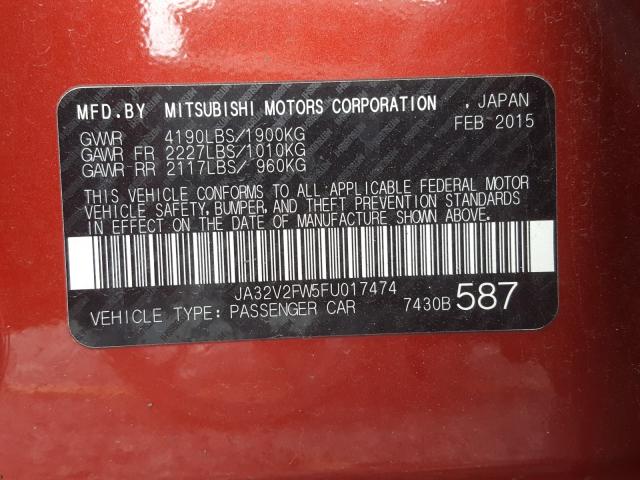 MFD.BY MITSUBISHI MOTORS CORPORATION , JAPAN
FEB 2015
GVWR 4190LBS/1900KG
GAWR FR 2227LBS/1010KG
GAWR RR 2117LBS/ 960KG
THIS VEHICLE CONFORMS TO ALL APPLICABLE FEDERAL MOTOR
VEHICLE SAFETY, BUMPER, AND THEFT PREVENTION STANDARDS
IN EFFECT ON THE DATE OF MANUFACTURE SHOWN ABOVE.
JA32V2FW5FU017474
VEHICLE TYPE: PASSENGER CAR 7430B 587